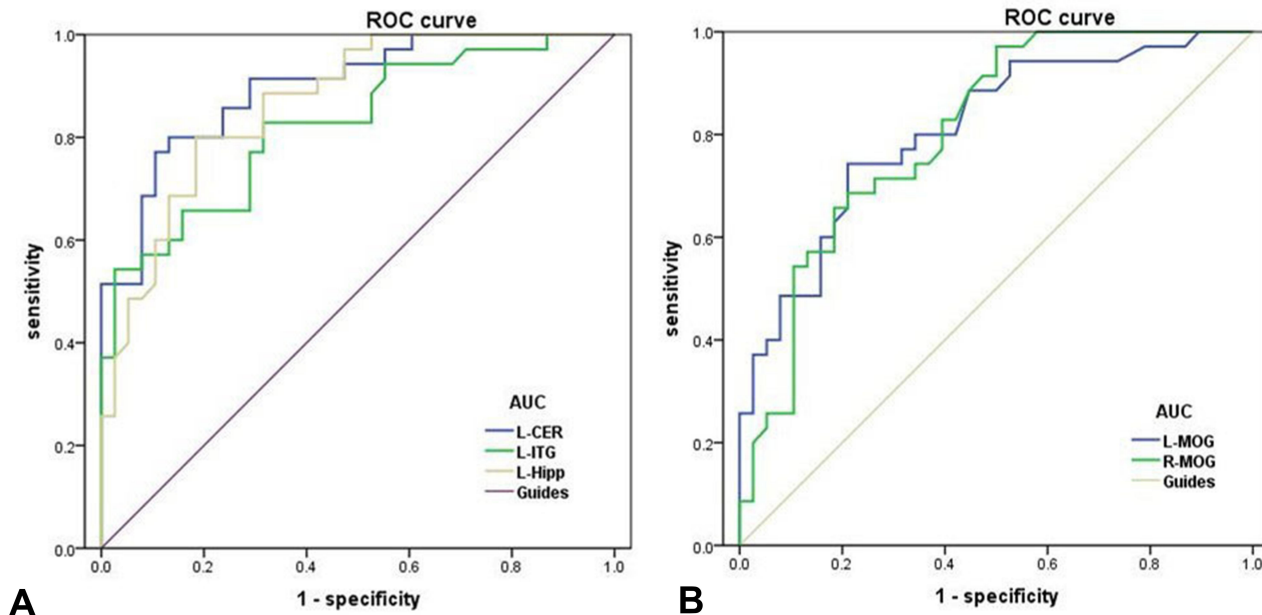 ROC curve
1.0
0.8
0.6
0.4
0.2
0.0
sensitivity
AUC
L-CER
L-ITG
L-Hipp
Guides
0.0 0.2 0.4 0.6 0.8 1.0
1 - specificity
A
ROC curve
1.0
0.8
0.6
0.4
0.2
0.0
sensitivity
AUC
L-MOG
R-MOG
Guides
0.0 0.2 0.4 0.6 0.8 1.0
1 - specificity
B